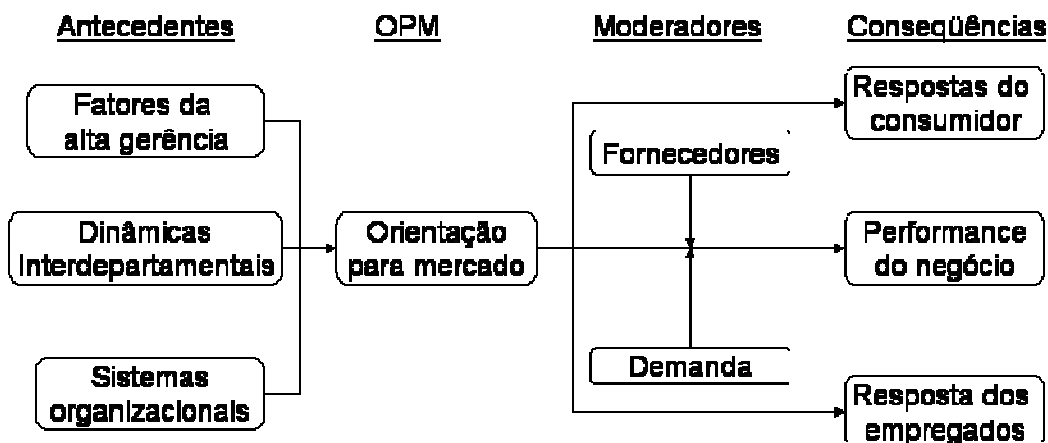 Antecedentes
OPM
Moderadores
Conseqüências
Fatores da
alta gerência
Dinâmicas
Interdepartamentais
Sistemas
organizacionais
Orientação
para mercado
Fornecedores
Demanda
Respostas do
consumidor
Performance
do negócio
Resposta dos
empregados